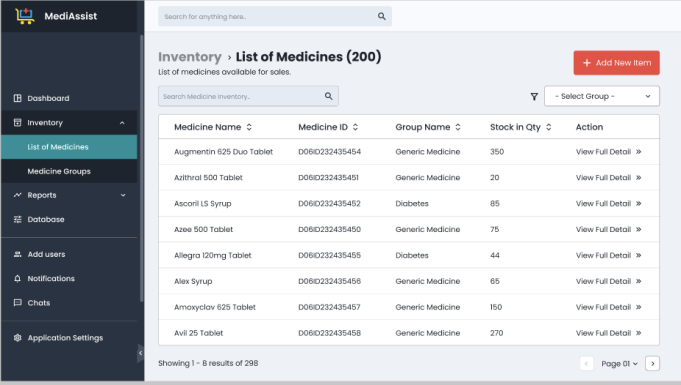 MediAssist
Search for anything here..
Inventory › List of Medicines (200)
List of medicines available for sales.
+ Add New Item
Search Medicine Inventory..
- Select Group -
Dashboard
Inventory
List of Medicines
Medicine Groups
Reports
Database
Add users
Notifications
Chats
Application Settings
Medicine Name Medicine ID Group Name Stock in Qty Action
Augmentin 625 Duo Tablet D06ID232435454 Generic Medicine 350 View Full Detail »
Azithral 500 Tablet D06ID232435451 Generic Medicine 20 View Full Detail »
Ascoril LS Syrup D06ID232435452 Diabetes 85 View Full Detail »
Azee 500 Tablet D06ID232435450 Generic Medicine 75 View Full Detail »
Allegra 120mg Tablet D06ID232435455 Diabetes 44 View Full Detail »
Alex Syrup D06ID232435456 Generic Medicine 65 View Full Detail »
Amoxyclav 625 Tablet D06ID232435457 Generic Medicine 150 View Full Detail »
Avil 25 Tablet D06ID232435458 Generic Medicine 270 View Full Detail »
Showing 1 - 8 results of 298
‹ Page 01 ›